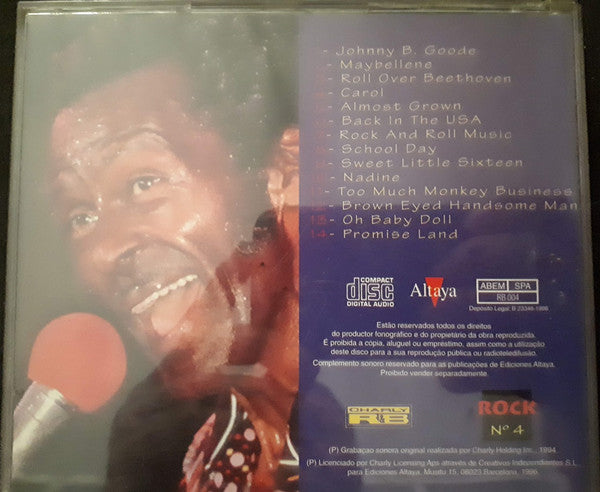 - Johnny B. Goode
- Maybellene
- Roll Over Beethoven
- Carol
- Almost Grown
- Back In The USA
- Rock And Roll Music
- School Day
- Sweet Little Sixteen
- Nadine
- Too Much Monkey Business
- Brown Eyed Handsome Man
13- Oh Baby Doll
14- Promise Land
COMPACT
disc
DIGITAL AUDIO
Altaya
ABEM SPA
RB.004
Depósito Legal: B 23346-1996
Estão reservados todos os direitos
do productor fonográfico e do propietário da obra reproduzida.
É proibida a cópia, aluguel ou empréstimo, assim como a utilização
deste disco para a sua reprodução pública ou radioteledifusão.
Complemento sonoro reservado para as publicações de Ediciones Altaya.
Proibido vender separadamente.
CHARLY
R&B
ROCK
Nº 4
(P) Grabaçao sonora original realizada por Charly Holding Inc., 1994
(P) Licenciado por Charly Licensing Aps através de Creativos Independientes S.L.
para Ediciones Altaya, 15, 08023 Barcelona, 1996.